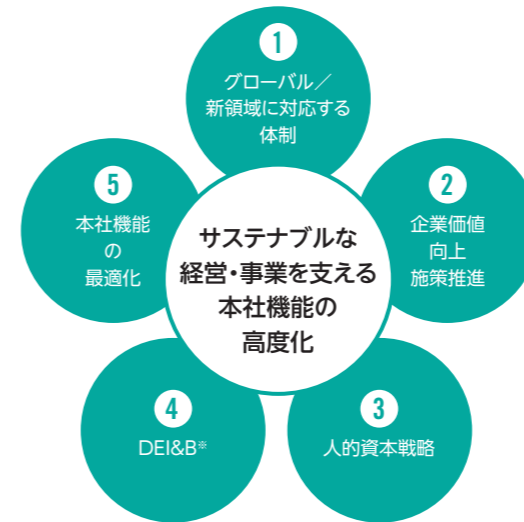 1
グローバル／
新領域に対応する
体制
2
企業価値
向上
施策推進
3
人的資本戦略
4
DEI&B※
5
本社機能
の
最適化
サステナブルな
経営・事業を支える
本社機能の
高度化